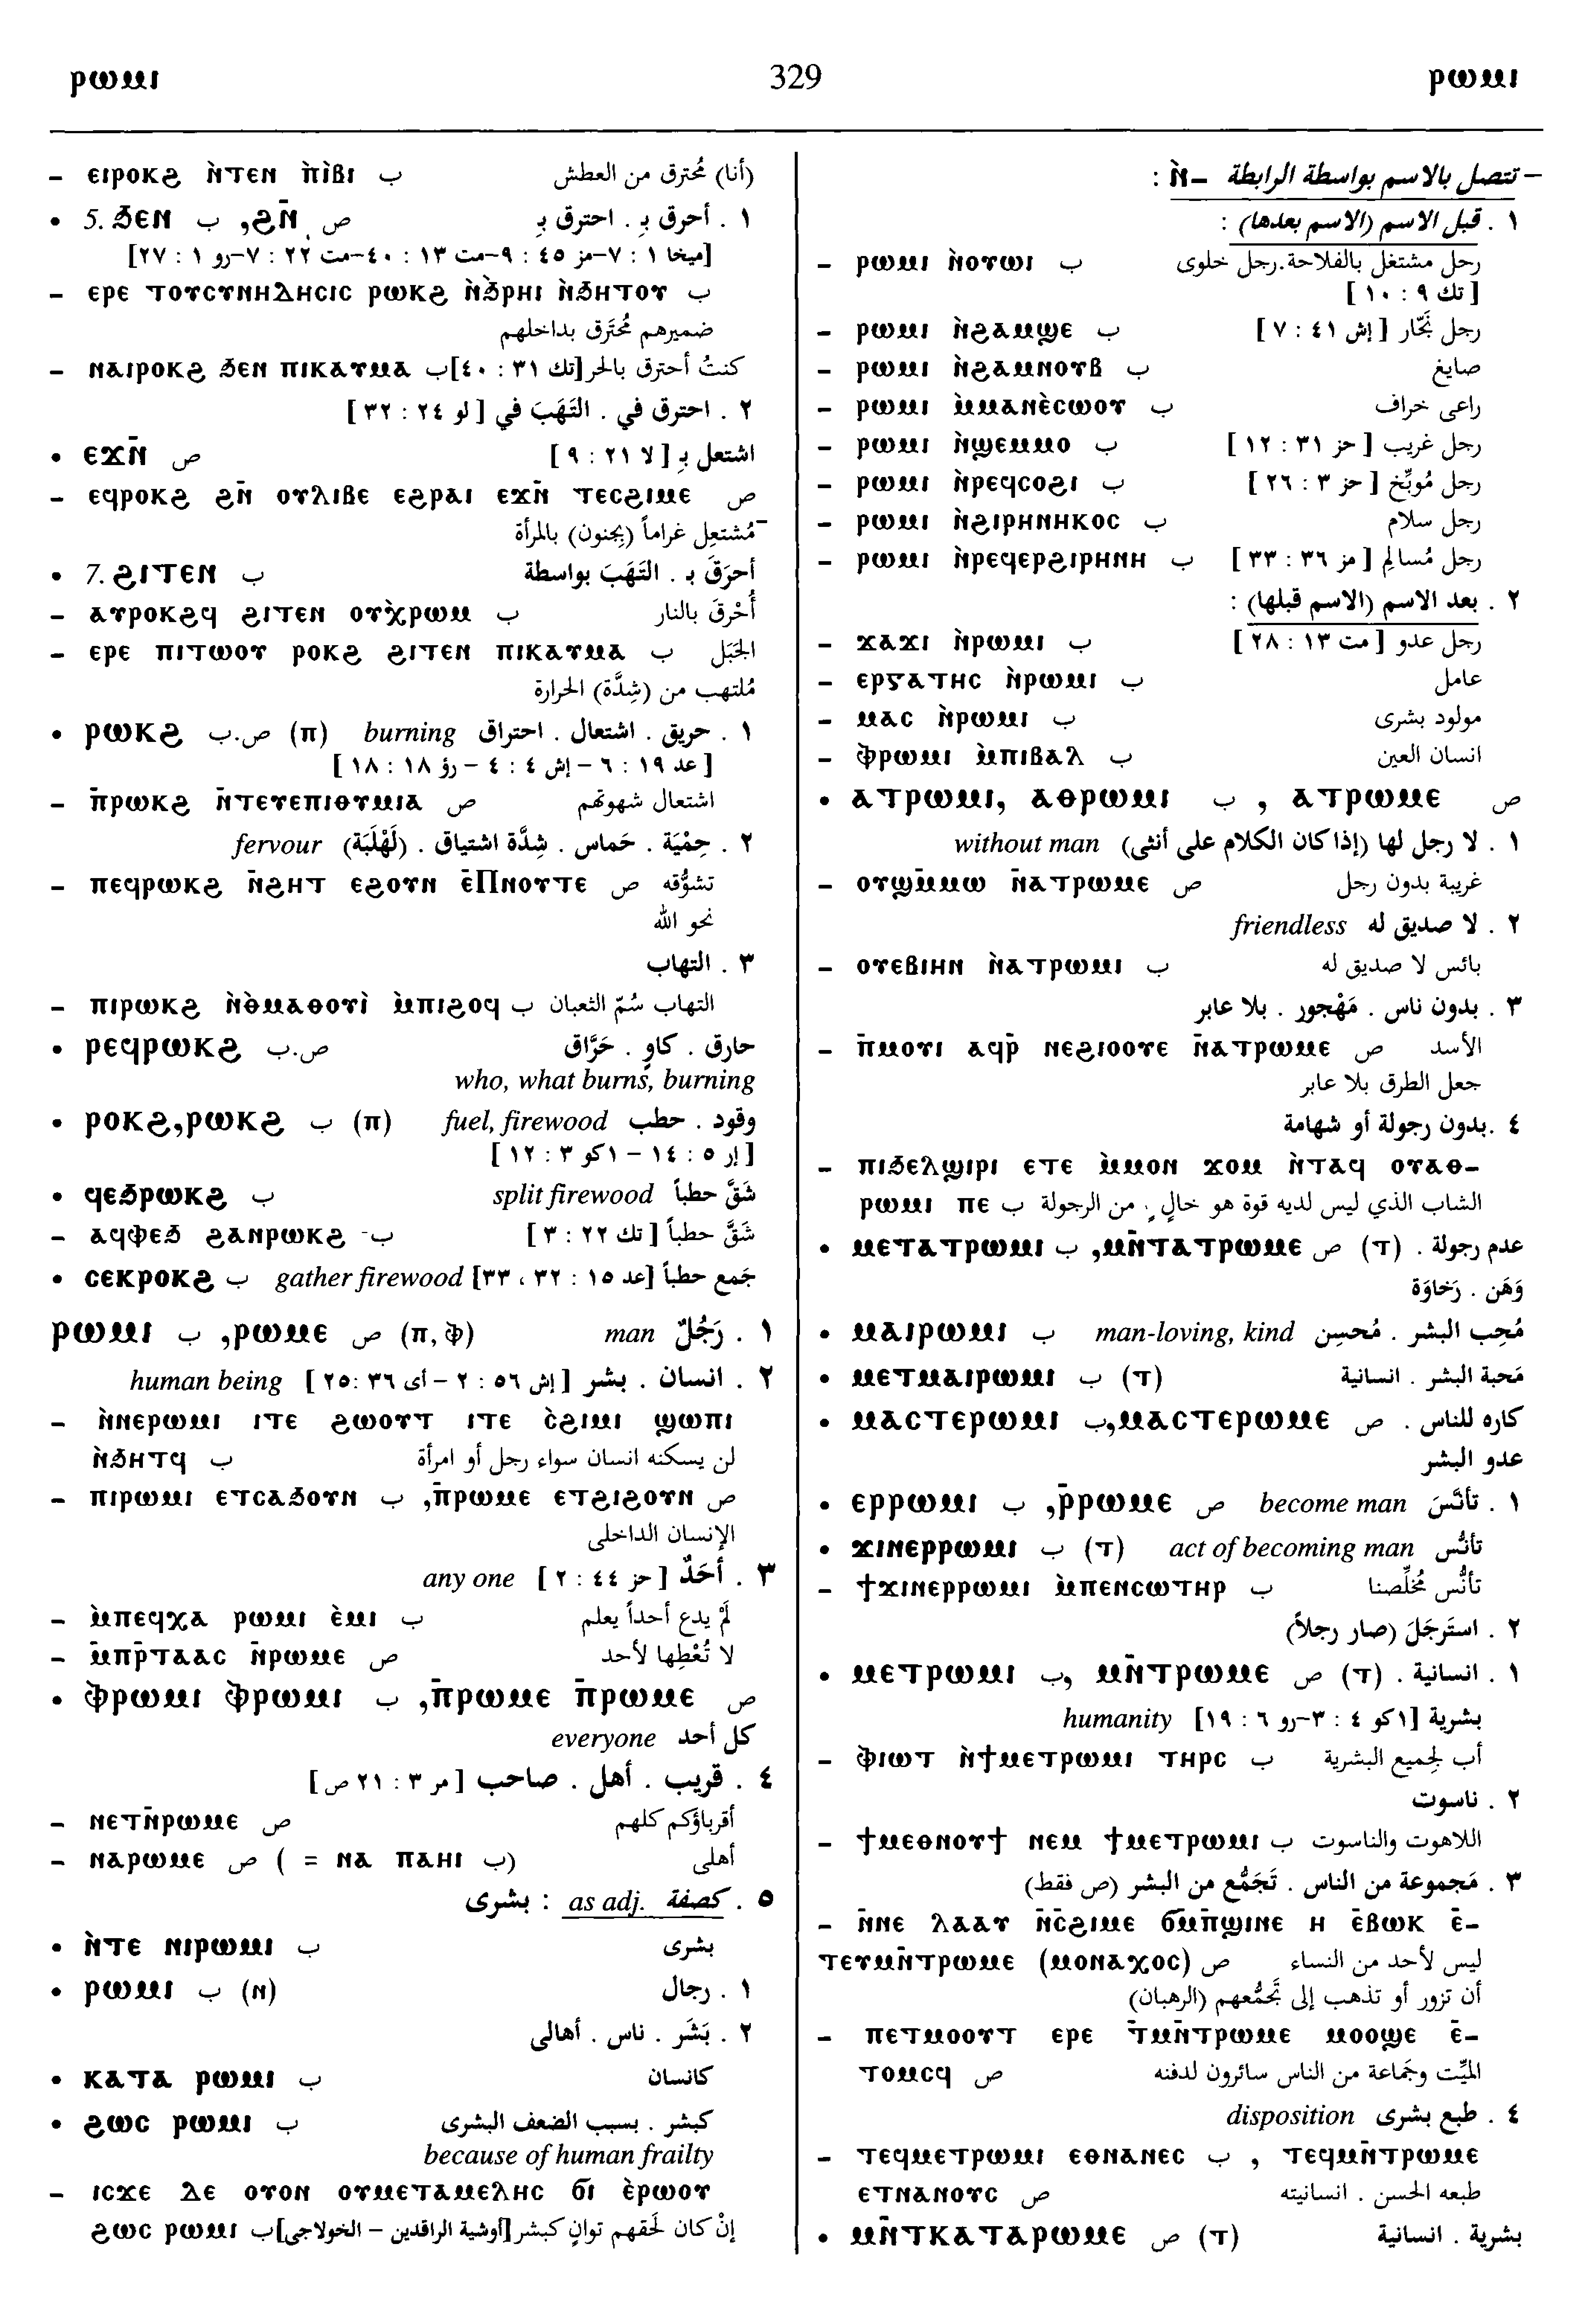 ⲣⲱⲙⲓ 329 ⲣⲱⲙⲓ
– ⲉⲓⲣⲟⲕϩ ⲛ̀ⲧⲉⲛ ⲡⲓ̀ⲃⲓ ب (أنا) مُحترق من العطش
• 5. ϧⲉⲛ ب ,ϩⲛ̄ ص ١ . أحرق بِـ . احترق بِـ
[ميخا ١ : ٧–مز ٤٥ : ٩–مت ١٣ : ٤٠–مت ٢٢ : ٧–رو ١ : ٢٧]
– ⲉⲣⲉ ⲧⲟⲩⲥⲩⲛⲏⲇⲏⲥⲓⲥ ⲣⲱⲕϩ ⲛ̀ϧⲣⲏⲓ ⲛ̀ϧⲏⲧⲟⲩ ب
ضميرهم مُحتَرق بداخلهم
– ⲛⲁⲓⲣⲟⲕϩ ϧⲉⲛ ⲡⲓⲕⲁⲩⲙⲁ ب كنتُ أحترق بالحر[تك ٣١ : ٤٠]
٢ . احترق في . التَهَبَ في [ لو ٢٤ : ٣٢ ]
• ⲉϫⲛ̄ ص اشتعل بِـ [ لا ٢١ : ٩ ]
– ⲉϥⲣⲟⲕϩ ϩⲛ̄ ⲟⲩⲗⲓⲃⲉ ⲉϩⲣⲁⲓ ⲉϫⲛ̄ ⲧⲉⲥϩⲓⲙⲉ ص
مُشتعِل غراماً (بِجنون) بالمرأة
• 7. ϩⲓⲧⲉⲛ ب أحرَقَ بـ . التَهَبَ بواسطة
– ⲁⲩⲣⲟⲕϩϥ ϩⲓⲧⲉⲛ ⲟⲩⲭⲣⲱⲙ ب أُحْرِقَ بالنار
– ⲉⲣⲉ ⲡⲓⲧⲱⲟⲩ ⲣⲟⲕϩ ϩⲓⲧⲉⲛ ⲡⲓⲕⲁⲩⲙⲁ ب الجَبَل
مُلتهب من (شِدَّة) الحرارة
• ⲣⲱⲕϩ ص.ب (ⲡ) burning ١ . حريق . اشتعال . احتراق
[ عد ١٩ : ٦ – إش ٤ : ٤ – رؤ ١٨ : ١٨ ]
– ⲡ̄ⲣⲱⲕϩ ⲛ̄ⲧⲉⲩⲉⲡⲓⲑⲩⲙⲓⲁ ص اشتعال شهوتهم
٢ . حِمْيَة . حَماس . شِدَّة اشتياق . (لَهْلَبَة) fervour
– ⲡⲉϥⲣⲱⲕϩ ⲛ̄ϩⲏⲧ ⲉϩⲟⲩⲛ ⲉ̄Ⲡⲛⲟⲩⲧⲉ ص تشوُّقه
نحو الله
٣ . التهاب
– ⲡⲓⲣⲱⲕϩ ⲛ̀ⲑ̀ⲙⲁⲑⲟⲩⲓ̀ ⲙ̀ⲡⲓϩⲟϥ ب التهاب سُمّ الثعبان
• ⲣⲉϥⲣⲱⲕϩ ص.ب حارق . كاوٍ . حَرَّاق
who, what burns, burning
• ⲣⲟⲕϩ,ⲣⲱⲕϩ ب (ⲡ) fuel, firewood وقود . حطب
[ إر ٥ : ١٤ – ١كو ٣ : ١٢ ]
• ϥⲉϧⲣⲱⲕϩ ب split firewood شَقَّ حطباً
– ⲁϥⲫⲉϧ ϩⲁⲛⲣⲱⲕϩ ب شَقَّ حطباً [ تك ٢٢ : ٣ ]
• ⲥⲉⲕⲣⲟⲕϩ ب gather firewood جَمع حطباً [عد ١٥ : ٣٢ ، ٣٣]
ⲣⲱⲙⲓ ب ,ⲣⲱⲙⲉ ص (ⲡ, ⲫ) man ١ . رَجُلٌ
٢ . انسان . بشر [ إش ٥٦ : ٢ – أى ٣٦ :٢٥ ] human being
– ⲛ̀ⲛⲉⲣⲱⲙⲓ ⲓⲧⲉ ϩⲱⲟⲩⲧ ⲓⲧⲉ ⲥ̀ϩⲓⲙⲓ ϣⲱⲡⲓ
ⲛ̀ϧⲏⲧϥ ب لن يسكنه انسان سواء رجل أو امرأة
– ⲡⲓⲣⲱⲙⲓ ⲉⲧⲥⲁϧⲟⲩⲛ ب ,ⲡ̄ⲣⲱⲙⲉ ⲉⲧϩⲓϩⲟⲩⲛ ص
الإنسان الداخلى
٣ . أحَدٌ [ حز ٤٤ : ٢ ] any one
– ⲙ̀ⲡⲉϥⲭⲁ ⲣⲱⲙⲓ ⲉ̀ⲙⲓ ب لَمْ يدع أحداً يعلم
– ⲙ̄ⲡⲣ̄ⲧⲁⲁⲥ ⲛ̄ⲣⲱⲙⲉ ص لا تُعْطِها لأحد
• ⲫⲣⲱⲙⲓ ⲫⲣⲱⲙⲓ ب ,ⲡ̄ⲣⲱⲙⲉ ⲡ̄ⲣⲱⲙⲉ ص
كل أحد everyone
٤ . قريب . أهل . صاحب [ مر ٣ : ٢١ ص]
– ⲛⲉⲧⲛ̄ⲣⲱⲙⲉ ص أقرباؤكم كلهم
– ⲛⲁⲣⲱⲙⲉ ص ( = ⲛⲁ ⲡⲁⲏⲓ ب) أهلى
٥ . كصفة as adj. : بشرى
• ⲛ̀ⲧⲉ ⲛⲓⲣⲱⲙⲓ ب بشرى
• ⲣⲱⲙⲓ ب (ⲛ) ١ . رجال
٢ . بَشَر . ناس . أهالى
• ⲕⲁⲧⲁ ⲣⲱⲙⲓ ب كانسان
• ϩⲱⲥ ⲣⲱⲙⲓ ب كبشر . بسبب الضعف البشرى
because of human frailty
– ⲓⲥϫⲉ ⲇⲉ ⲟⲩⲟⲛ ⲟⲩⲙⲉⲧⲁⲙⲉⲗⲏⲥ ϭⲓ ⲉ̀ⲣⲱⲟⲩ
ϩⲱⲥ ⲣⲱⲙⲓ ب إنْ كان لَحَقهم توانٍ كبشر[أوشية الراقدين – الخولاجى]
– تتصل بالاسم بواسطة الرابطة ⲛ̀– :
١ . قبل الاسم (الاسم بعدها) :
– ⲣⲱⲙⲓ ⲛ̀ⲟⲩⲱⲓ ب رجل مشتغل بالفلاحة.رجل خلوى
[ تك ٩ : ١٠ ]
– ⲣⲱⲙⲓ ⲛ̀ϩⲁⲙϣⲉ ب رجل نَجّار [ إش ٤١ : ٧ ]
– ⲣⲱⲙⲓ ⲛ̀ϩⲁⲙⲛⲟⲩⲃ ب صايغ
– ⲣⲱⲙⲓ ⲙ̀ⲙⲁⲛⲉ̀ⲥⲱⲟⲩ ب راعى خراف
– ⲣⲱⲙⲓ ⲛ̀ϣⲉⲙⲙⲟ ب رجل غريب [ حز ٣١ : ١٢ ]
– ⲣⲱⲙⲓ ⲛ̀ⲣⲉϥⲥⲟϩⲓ ب رجل مُوبِّخ [ حز ٣ : ٢٦ ]
– ⲣⲱⲙⲓ ⲛ̀ϩⲓⲣⲏⲛⲏⲕⲟⲥ ب رجل سلام
– ⲣⲱⲙⲓ ⲛ̀ⲣⲉϥⲉⲣϩⲓⲣⲏⲛⲏ ب رجل مُسالِم [ مز ٣٦ : ٣٣ ]
٢ . بعد الاسم (الاسم قبلها) :
– ϫⲁϫⲓ ⲛ̀ⲣⲱⲙⲓ ب رجل عدو [ مت ١٣ : ٢٨ ]
– ⲉⲣⲅⲁⲧⲏⲥ ⲛ̀ⲣⲱⲙⲓ ب عامل
– ⲙⲁⲥ ⲛ̀ⲣⲱⲙⲓ ب مولود بشرى
– ⲫⲣⲱⲙⲓ ⲙ̀ⲡⲓⲃⲁⲗ ب انسان العين
• ⲁⲧⲣⲱⲙⲓ, ⲁⲑⲣⲱⲙⲓ ب , ⲁⲧⲣⲱⲙⲉ ص
١ . لا رجل لها (إذا كان الكلام على أنثى) without man
– ⲟⲩϣⲙ̄ⲙⲱ ⲛ̄ⲁⲧⲣⲱⲙⲉ ص غريبة بدون رجل
٢ . لا صديق له friendless
– ⲟⲩⲉⲃⲓⲏⲛ ⲛ̀ⲁⲧⲣⲱⲙⲓ ب بائس لا صديق له
٣ . بدون ناس . مَهْجور . بلا عابر
– ⲡ̄ⲙⲟⲩⲓ ⲁϥⲣ̄ ⲛⲉϩⲓⲟⲟⲩⲉ ⲛ̄ⲁⲧⲣⲱⲙⲉ ص الأسد
جعل الطرق بلا عابر
٤ .بدون رجولة أو شهامة
– ⲡⲓϧⲉⲗϣⲓⲣⲓ ⲉⲧⲉ ⲙ̀ⲙⲟⲛ ϫⲟⲙ ⲛ̀ⲧⲁϥ ⲟⲩⲁⲑ–
ⲣⲱⲙⲓ ⲡⲉ ب الشاب الذي ليس لديه قوة هو خالٍ من الرجولة
• ⲙⲉⲧⲁⲧⲣⲱⲙⲓ ب ,ⲙⲛ̄ⲧⲁⲧⲣⲱⲙⲉ ص (ⲧ) عدم رجولة .
وَهَن . رَخاوَة
• ⲙⲁⲓⲣⲱⲙⲓ ب man-loving, kind مُحِب البشر . مُحسِن
• ⲙⲉⲧⲙⲁⲓⲣⲱⲙⲓ ب (ⲧ) مَحبة البشر . انسانية
• ⲙⲁⲥⲧⲉⲣⲱⲙⲓ ب,ⲙⲁⲥⲧⲉⲣⲱⲙⲉ ص كاره للناس .
عدو البشر
• ⲉⲣⲣⲱⲙⲓ ب ,ⲣ̄ⲣⲱⲙⲉ ص become man ١ . تأنَّسَ
• ϫⲓⲛⲉⲣⲣⲱⲙⲓ ب (ⲧ) act of becoming man تأنُّس
– ϯϫⲓⲛⲉⲣⲣⲱⲙⲓ ⲙ̀ⲡⲉⲛⲥⲱⲧⲏⲣ ب تأنُّس مُخلِّصنا
٢ . استَرجَلَ (صار رجلاً)
• ⲙⲉⲧⲣⲱⲙⲓ ب, ⲙⲛ̄ⲧⲣⲱⲙⲉ ص (ⲧ) ١ . انسانية .
بشرية [١كو ٤ : ٣–رو ٦ : ١٩] humanity
– ⲫⲓⲱⲧ ⲛ̀ϯⲙⲉⲧⲣⲱⲙⲓ ⲧⲏⲣⲥ ب أب لِجميع البشرية
٢ . ناسوت
– ϯⲙⲉⲑⲛⲟⲩϯ ⲛⲉⲙ ϯⲙⲉⲧⲣⲱⲙⲓ ب اللاهوت والناسوت
٣ . مَجموعة من الناس . تَجَمُّع من البشر (ص فقط)
– ⲛ̄ⲛⲉ ⲗⲁⲁⲩ ⲛ̄ⲥ̄ϩⲓⲙⲉ ϭⲙ̄ⲡ̄ϣⲓⲛⲉ ⲏ ⲉ̄ⲃⲱⲕ ⲉ̄–
ⲧⲉⲩⲙⲛ̄ⲧⲣⲱⲙⲉ (ⲙⲟⲛⲁⲭⲟⲥ) ص ليس لأحد من النساء
أن تزور أو تذهب إلى تَجَمُّعهم (الرهبان)
– ⲡⲉⲧⲙⲟⲟⲩⲧ ⲉⲣⲉ ⲧ̄ⲙⲛ̄ⲧⲣⲱⲙⲉ ⲙⲟⲟϣⲉ ⲉ̄–
ⲧⲟⲙⲥϥ ص الميِّت وجَماعة من الناس سائرون لدفنه
٤ . طبع بشرى disposition
– ⲧⲉϥⲙⲉⲧⲣⲱⲙⲓ ⲉⲑⲛⲁⲛⲉⲥ ب , ⲧⲉϥⲙⲛ̄ⲧⲣⲱⲙⲉ
ⲉⲧⲛⲁⲛⲟⲩⲥ ص طبعه الحسن . انسانيته
• ⲙⲛ̄ⲧⲕⲁⲧⲁⲣⲱⲙⲉ ص (ⲧ) بشرية . انسانية